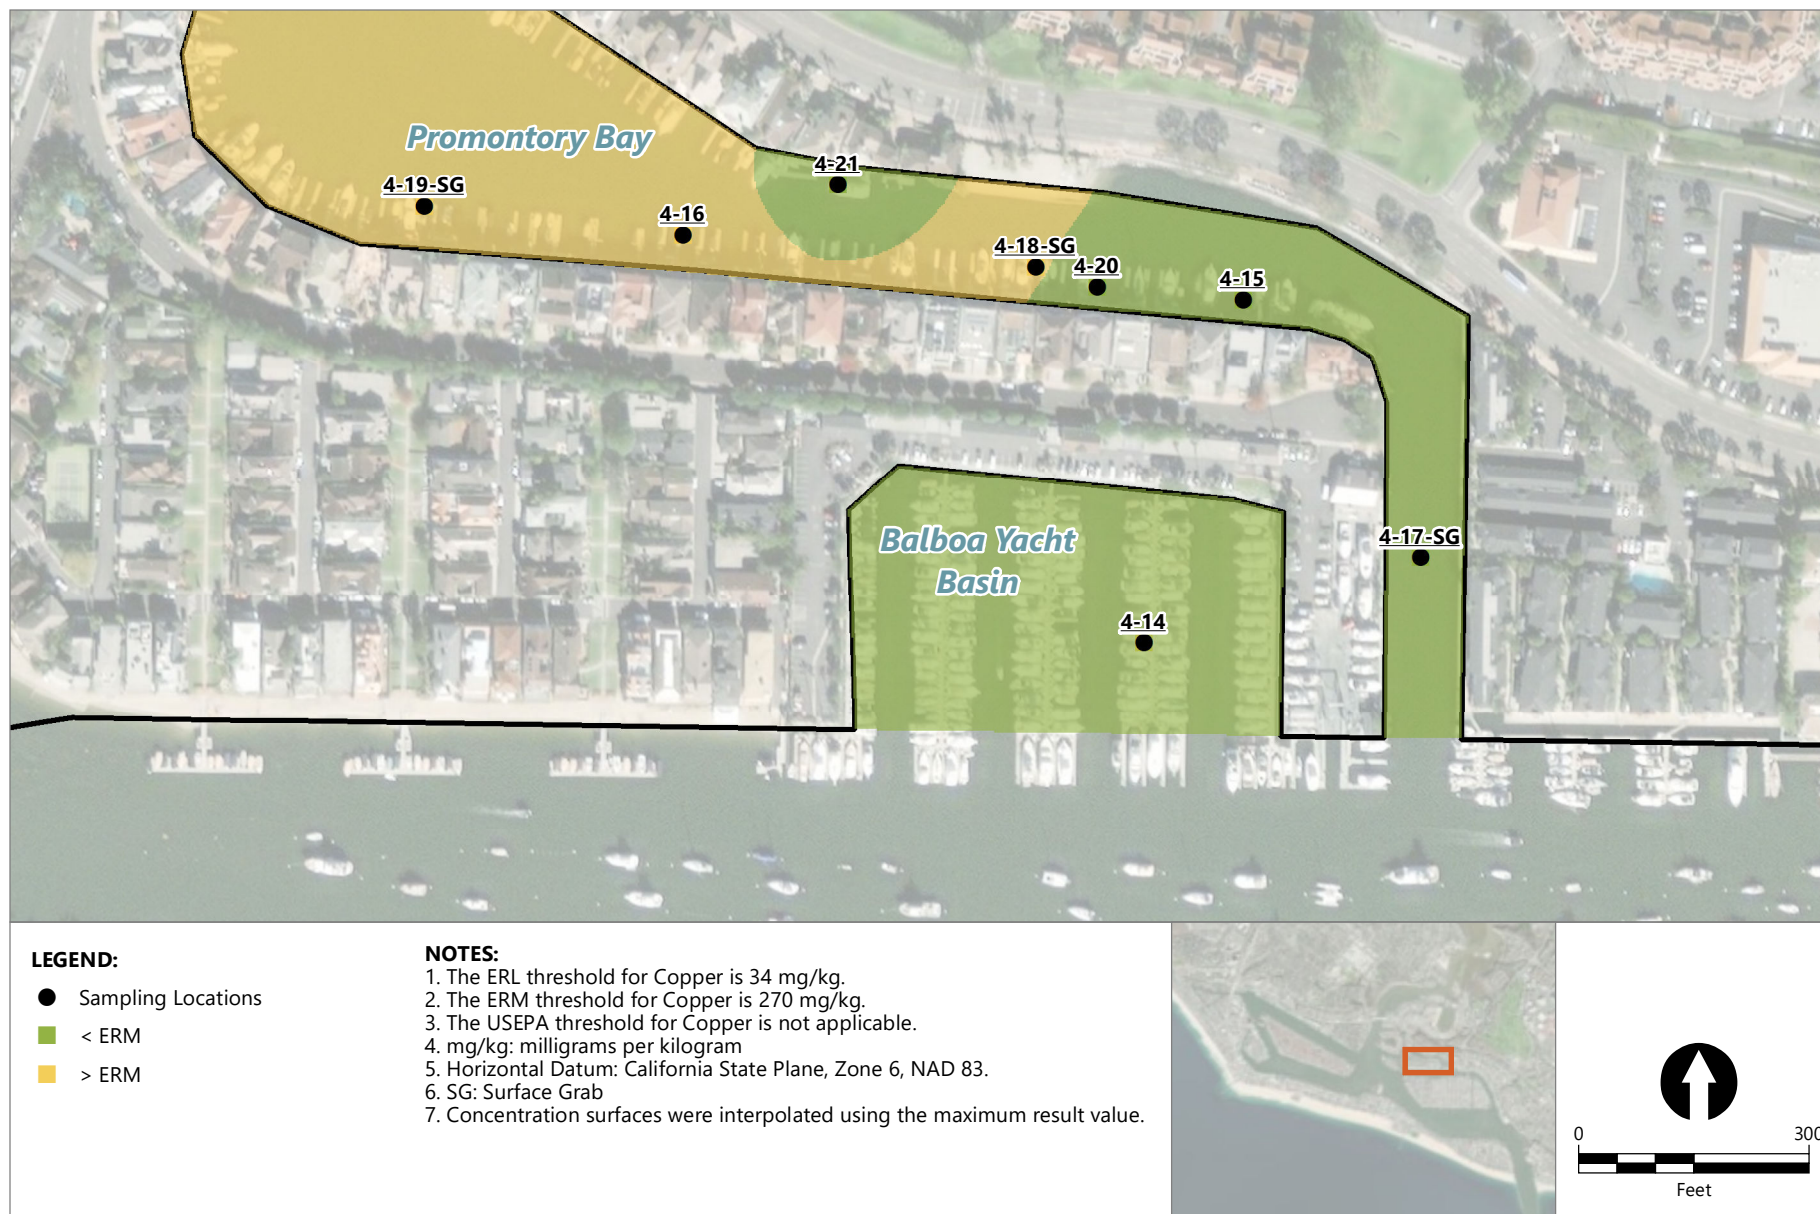 Promontory Bay
4-21
4-19-SG
4-16
4-18-SG
4-20
4-15
Balboa Yacht
Basin
4-17-SG
4-14
LEGEND:
Sampling Locations
< ERM
> ERM
NOTES:
1. The ERL threshold for Copper is 34 mg/kg.
2. The ERM threshold for Copper is 270 mg/kg.
3. The USEPA threshold for Copper is not applicable.
4. mg/kg: milligrams per kilogram
5. Horizontal Datum: California State Plane, Zone 6, NAD 83.
6. SG: Surface Grab
7. Concentration surfaces were interpolated using the maximum result value.
0
300
Feet